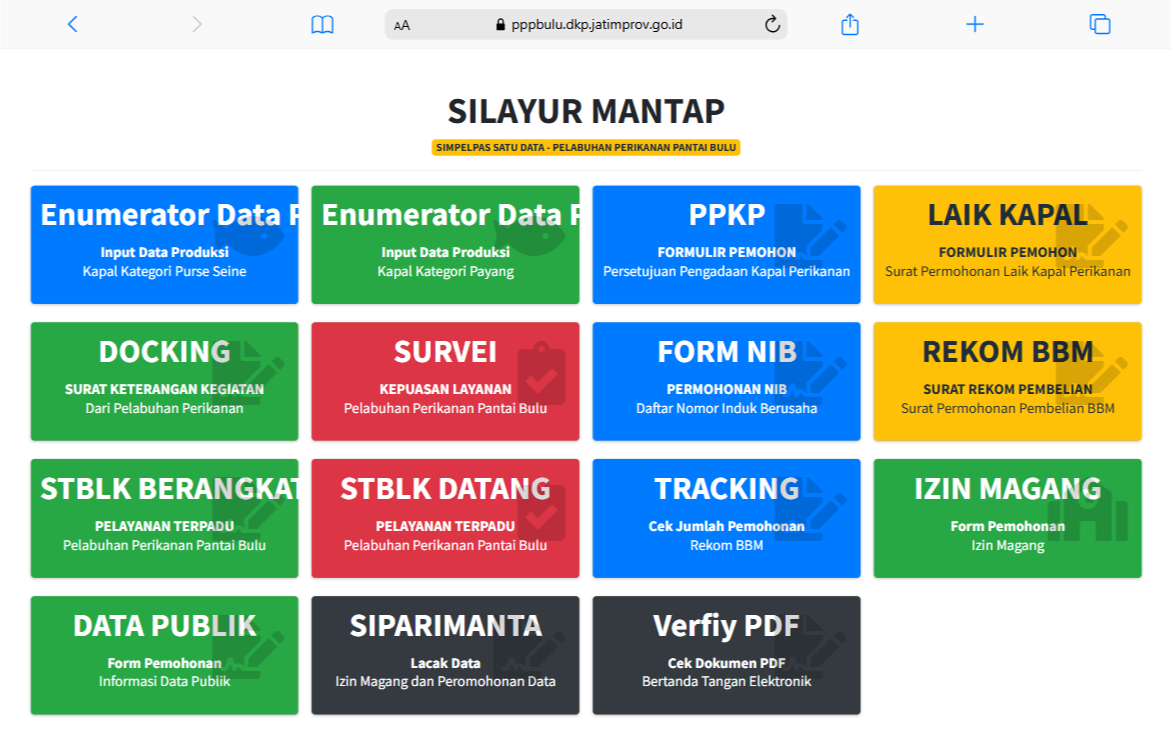 AA
pppbulu.dkp.jatimprov.go.id
SILAYUR MANTAP
SIMPELPAS SATU DATA - PELABUHAN PERIKANAN PANTAI BULU
Enumerator Data
Input Data Produksi
Kapal Kategori Purse Seine
Enumerator Data
Input Data Produksi
Kapal Kategori Payang
PPKP
FORMULIR PEMOHON
Persetujuan Pengadaan Kapal Perikanan
LAIK KAPAL
FORMULIR PEMOHON
Surat Permohonan Laik Kapal Perikanan
DOCKING
SURAT KETERANGAN KEGIATAN
Dari Pelabuhan Perikanan
SURVEI
KEPUASAN LAYANAN
Pelabuhan Perikanan Pantai Bulu
FORM NIB
PERMOHONAN NIB
Daftar Nomor Induk Berusaha
REKOM BBM
SURAT REKOM PEMBELIAN
Surat Permohonan Pembelian BBM
STBLK BERANGKAT
PELAYANAN TERPADU
Pelabuhan Perikanan Pantai Bulu
STBLK DATANG
PELAYANAN TERPADU
Pelabuhan Perikanan Pantai Bulu
TRACKING
Cek Jumlah Pemohonan
Rekom BBM
IZIN MAGANG
Form Pemohonan
Izin Magang
DATA PUBLIK
Form Pemohonan
Informasi Data Publik
SIPARIMANTA
Lacak Data
Izin Magang dan Peromohonan Data
Verfiy PDF
Cek Dokumen PDF
Bertanda Tangan Elektronik